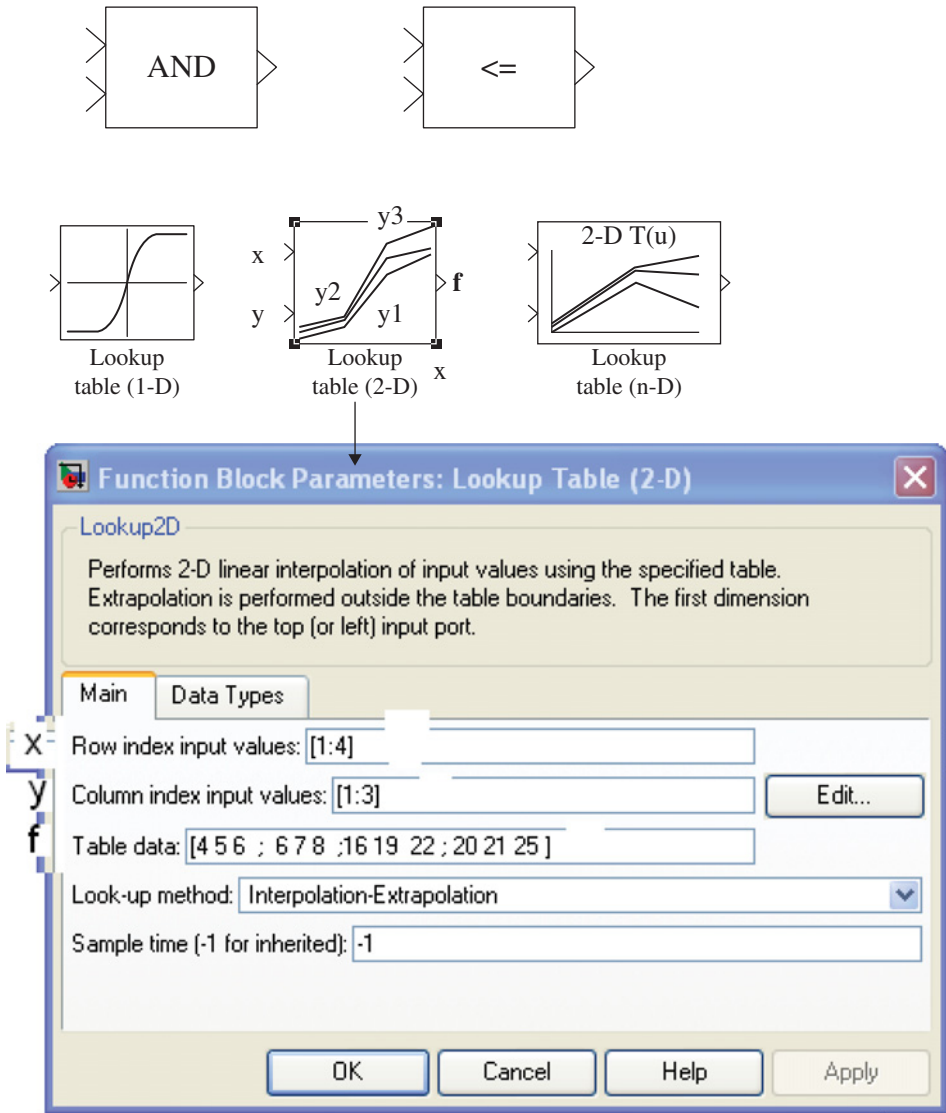 AND <=
y3
2-D T(u)
x
f
y2
y y1
Lookup Lookup Lookup
table (1-D) table (2-D) x table (n-D)
Function Block Parameters: Lookup Table (2-D)
Lookup2D
Performs 2-D linear interpolation of input values using the specified table.
Extrapolation is performed outside the table boundaries. The first dimension
corresponds to the top (or left) input port.
Main Data Types
x Row index input values: [1:4]
y Column index input values: [1:3] Edit...
f Table data: [4 5 6 ; 6 7 8 ;16 19 22 ; 20 21 25 ]
Look-up method: Interpolation-Extrapolation
Sample time (-1 for inherited): -1
OK Cancel Help Apply